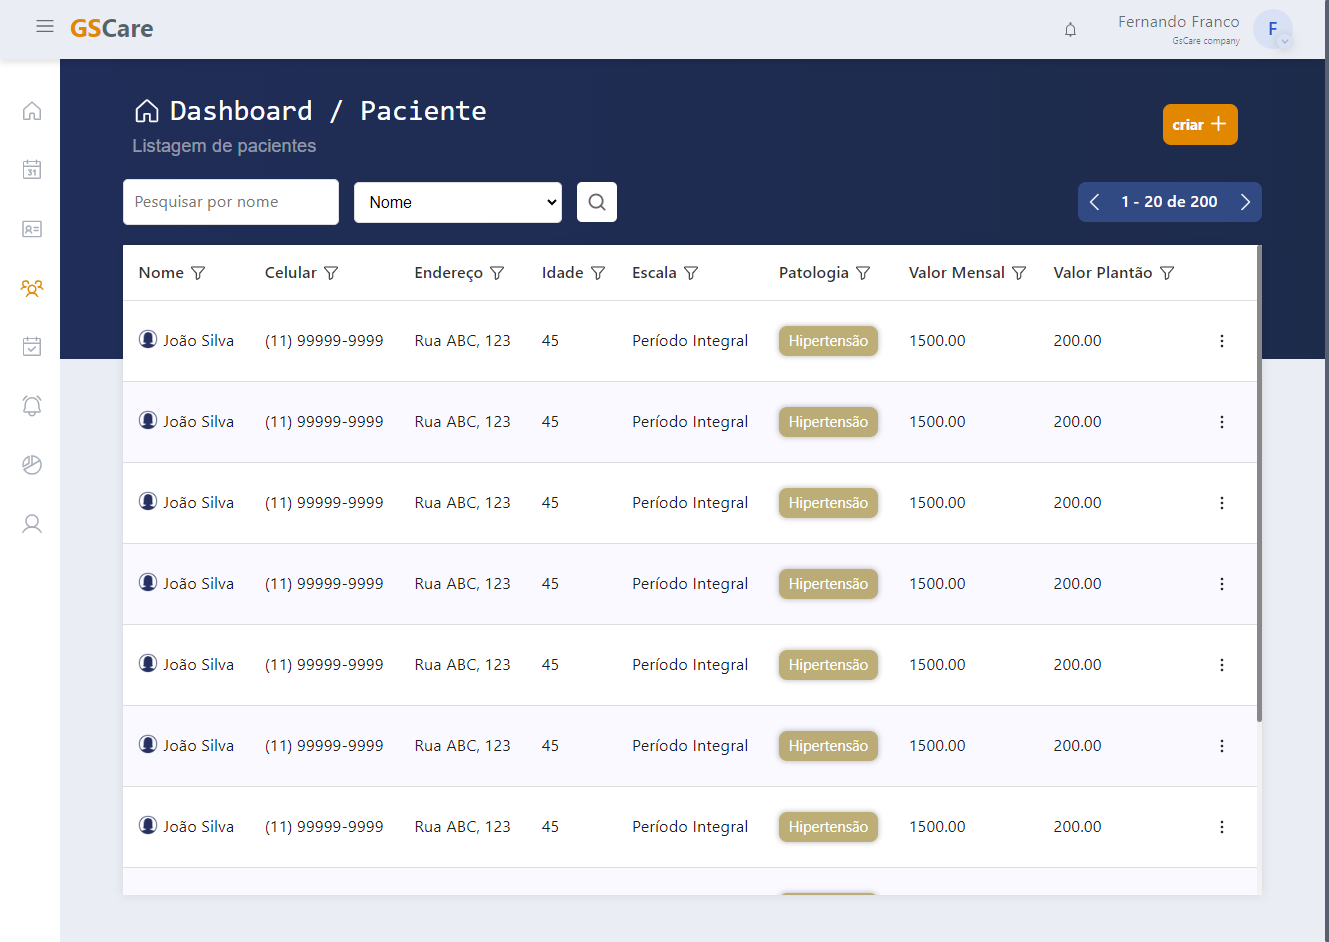 GSCare
Fernando Franco
GsCare company
F
Dashboard / Paciente
Listagem de pacientes
criar
Pesquisar por nome
Nome
1 - 20 de 200
31
Nome Celular Endereço Idade Escala Patologia Valor Mensal Valor Plantão
João Silva (11) 99999-9999 Rua ABC, 123 45 Período Integral Hipertensão 1500.00 200.00
João Silva (11) 99999-9999 Rua ABC, 123 45 Período Integral Hipertensão 1500.00 200.00
João Silva (11) 99999-9999 Rua ABC, 123 45 Período Integral Hipertensão 1500.00 200.00
João Silva (11) 99999-9999 Rua ABC, 123 45 Período Integral Hipertensão 1500.00 200.00
João Silva (11) 99999-9999 Rua ABC, 123 45 Período Integral Hipertensão 1500.00 200.00
João Silva (11) 99999-9999 Rua ABC, 123 45 Período Integral Hipertensão 1500.00 200.00
João Silva (11) 99999-9999 Rua ABC, 123 45 Período Integral Hipertensão 1500.00 200.00